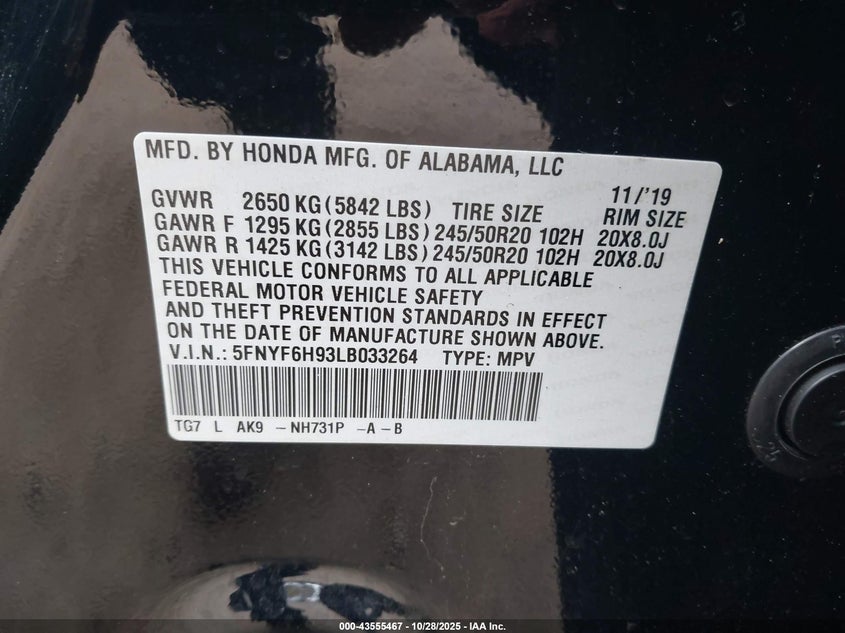 MFD. BY HONDA MFG. OF ALABAMA, LLC
11/'19
GVWR 2650 KG (5842 LBS) TIRE SIZE RIM SIZE
GAWR F 1295 KG (2855 LBS) 245/50R20 102H 20X8.0J
GAWR R 1425 KG (3142 LBS) 245/50R20 102H 20X8.0J
THIS VEHICLE CONFORMS TO ALL APPLICABLE
FEDERAL MOTOR VEHICLE SAFETY
AND THEFT PREVENTION STANDARDS IN EFFECT
ON THE DATE OF MANUFACTURE SHOWN ABOVE.
V.I.N.: 5FNYF6H93LB033264 TYPE: MPV
TG7 L AK9 - NH731P - A - B
000-43555467 | 10/28/2025 - IAA Inc.